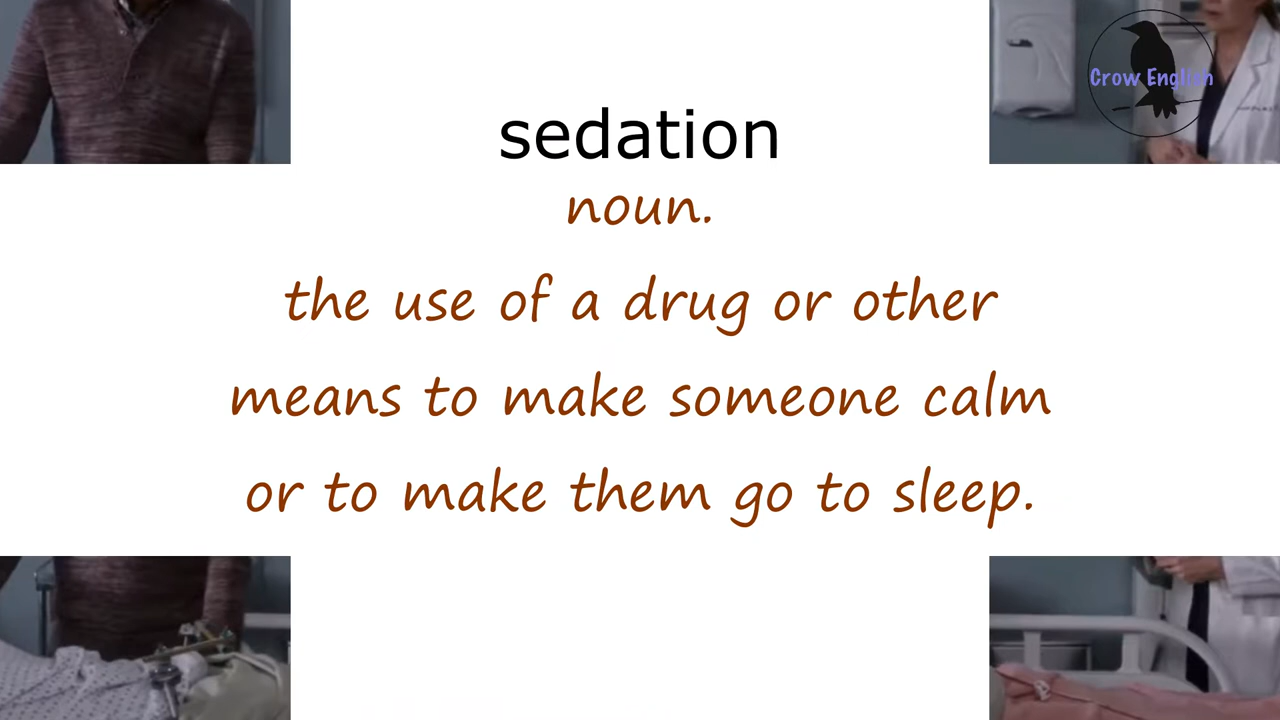 Crow English
sedation
noun.
the use of a drug or other
means to make someone calm
or to make them go to sleep.